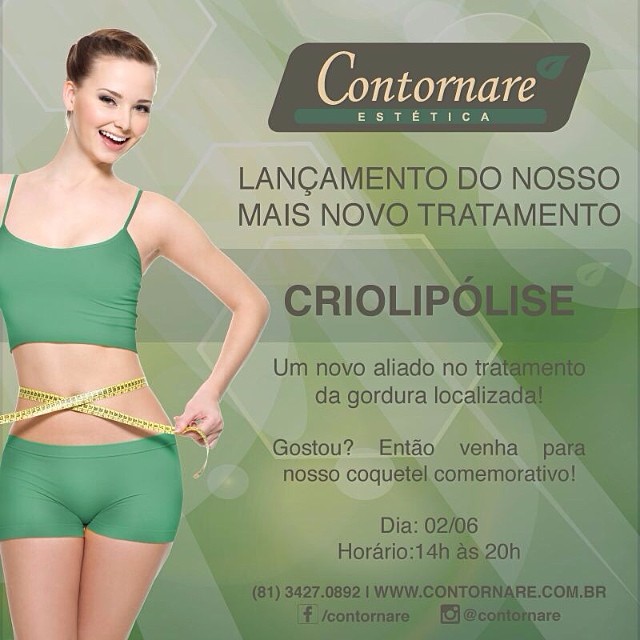 Contornare
ESTÉTICA
LANÇAMENTO DO NOSSO
MAIS NOVO TRATAMENTO
CRIOLIPÓLISE
Um novo aliado no tratamento
da gordura localizada!
Gostou? Então venha para
nosso coquetel comemorativo!
Dia: 02/06
Horário:14h às 20h
(81) 3427.0892 | WWW.CONTORNARE.COM.BR
f /contornare @contornare